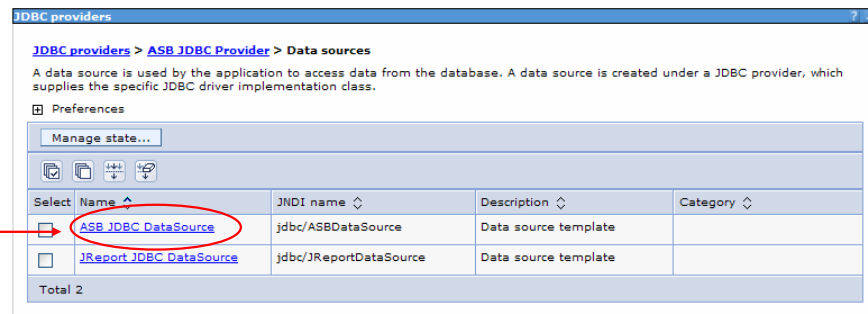 JDBC providers ?
JDBC providers > ASB JDBC Provider > Data sources
A data source is used by the application to access data from the database. A data source is created under a JDBC provider, which
supplies the specific JDBC driver implementation class.
Preferences
Manage state...
Select Name JNDI name Description Category
ASB JDBC DataSource jdbc/ASBDataSource Data source template
JReport JDBC DataSource jdbc/JReportDataSource Data source template
Total 2